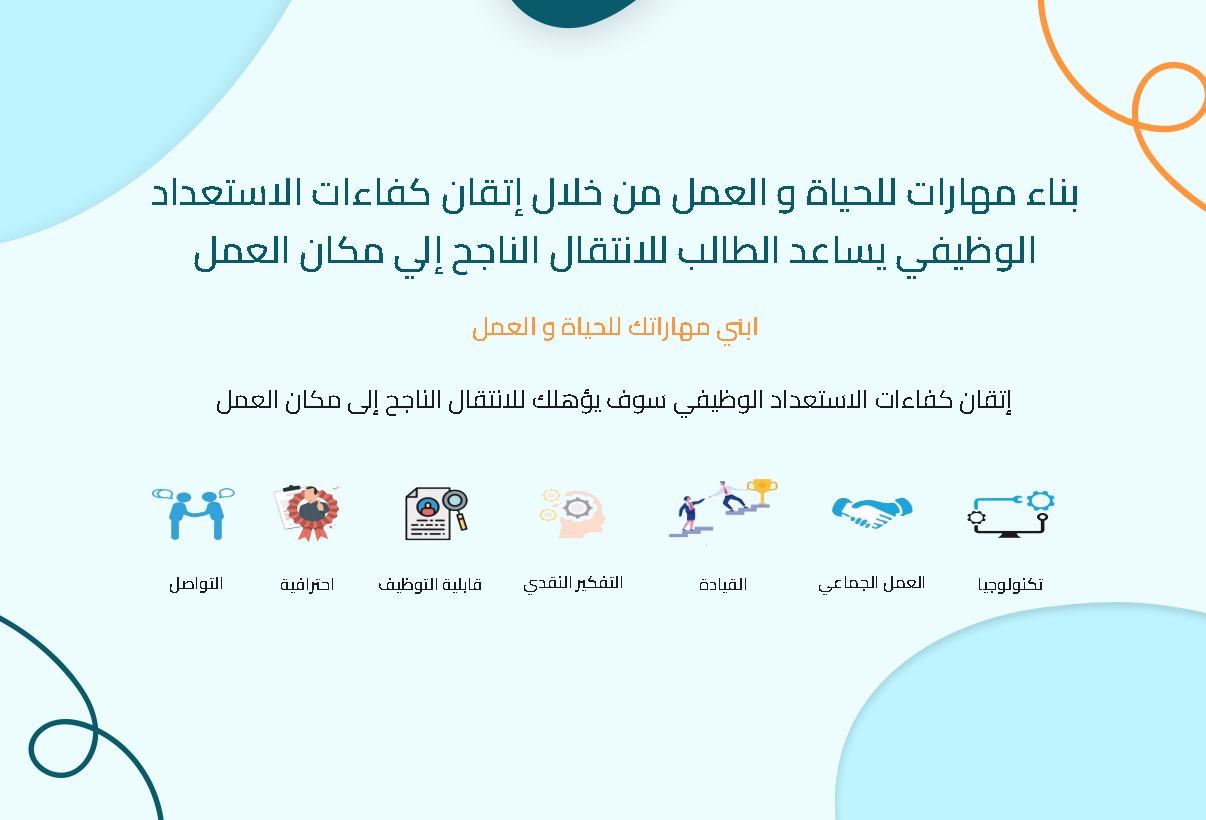 بناء مهارات للحياة و العمل من خلال إتقان كفاءات الاستعداد
الوظيفي يساعد الطالب للانتقال الناجح إلي مكان العمل
ابني مهاراتك للحياة و العمل
إتقان كفاءات الاستعداد الوظيفي سوف يؤهلك للانتقال الناجح إلى مكان العمل
تكنولوجيا
العمل الجماعي
القيادة
التفكير النقدي
قابلية التوظيف
احترافية
التواصل